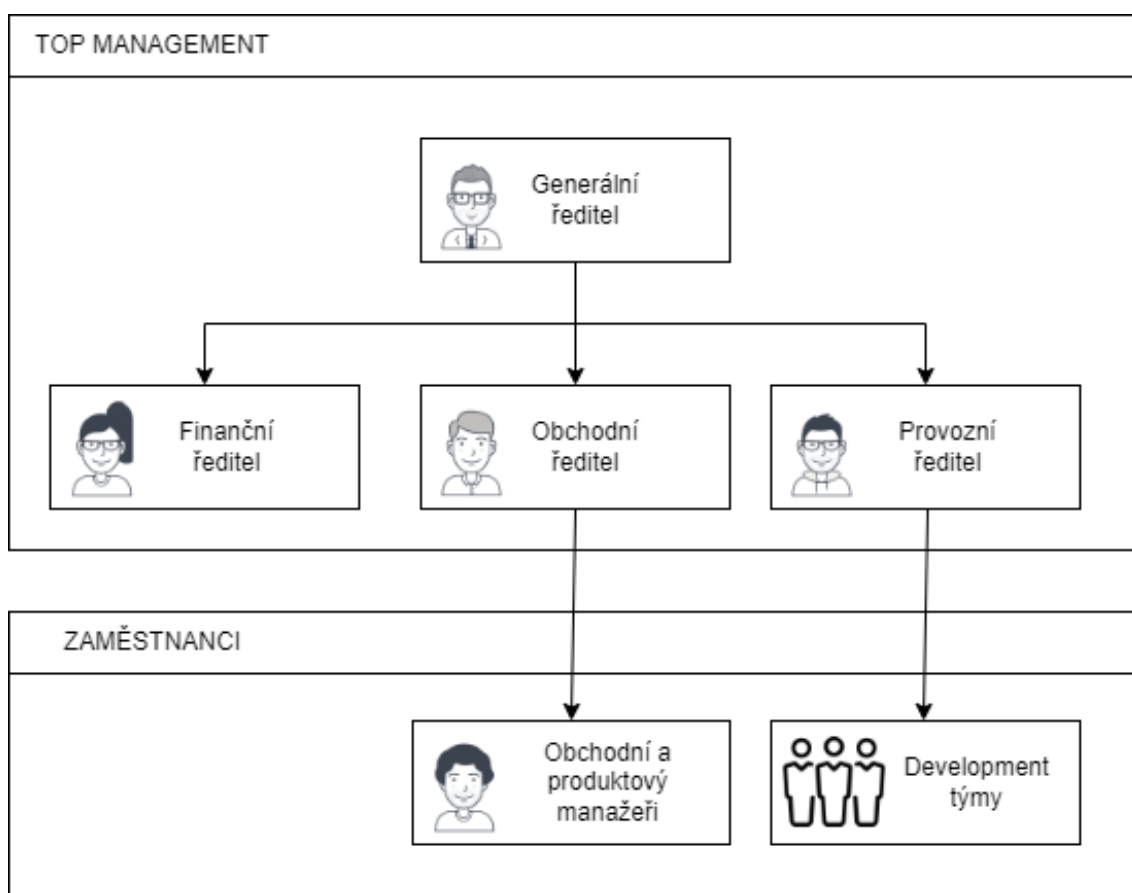 TOP MANAGEMENT
Generální
ředitel
Finanční
ředitel
Obchodní
ředitel
Provozní
ředitel
ZAMĚSTNANCI
Obchodní a
produktový
manažeři
Development
týmy